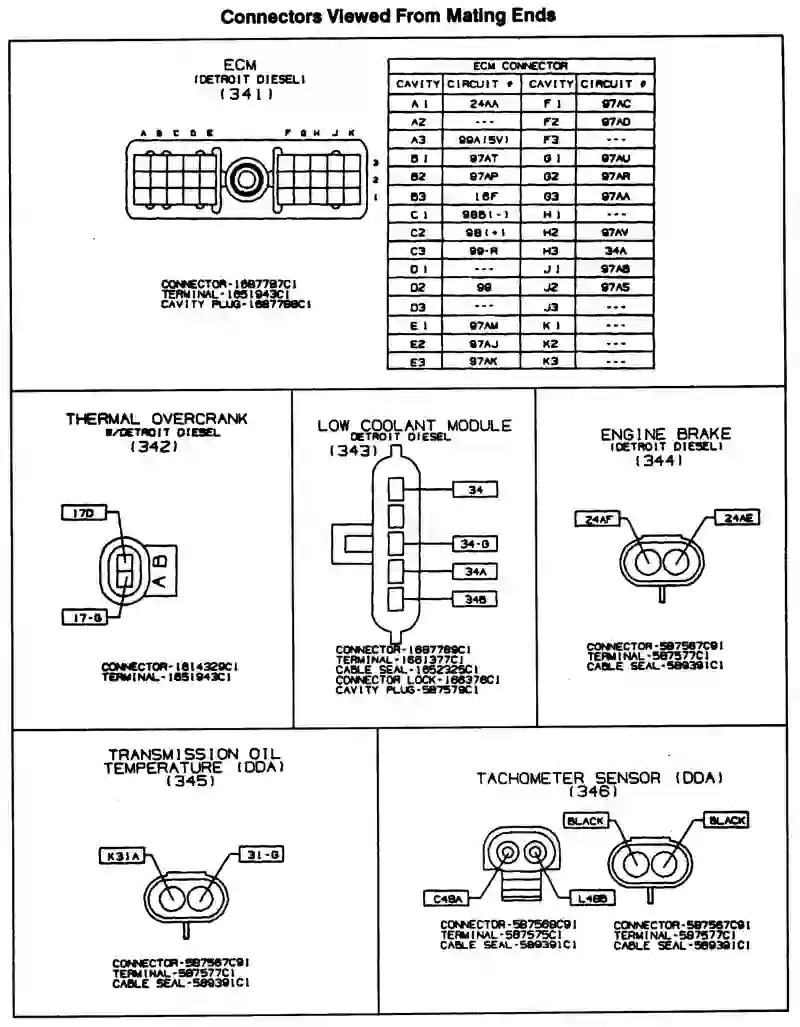 Connectors Viewed From Mating Ends
ECM
(DETROIT DIESEL)
(341)
A B C D E F G H J K
3
2
1
CONNECTOR-1687787C1
TERMINAL-1651943C1
CAVITY PLUG-1687788C1
ECM CONNECTOR
CAVITY CIRCUIT # CAVITY CIRCUIT #
A1 24AA F1 97AC
A2 --- F2 97AD
A3 99A(5V) F3 ---
B1 97AT G1 97AU
B2 97AP G2 97AR
B3 16F G3 97AA
C1 98B(-) H1 ---
C2 98(+) H2 97AV
C3 99-R H3 34A
D1 --- J1 97AB
D2 99 J2 97AS
D3 --- J3 ---
E1 97AM K1 ---
E2 97AJ K2 ---
E3 97AK K3 ---
THERMAL OVERCRANK
W/DETROIT DIESEL
(342)
17D
A B
17-G
CONNECTOR-1614329C1
TERMINAL-1651943C1
LOW COOLANT MODULE
DETROIT DIESEL
(343)
34
34-G
34A
34B
CONNECTOR-1687789C1
TERMINAL-1661377C1
CABLE SEAL-1652325C1
CONNECTOR LOCK-166376C1
CAVITY PLUG-587579C1
ENGINE BRAKE
(DETROIT DIESEL)
(344)
24AF 24AE
CONNECTOR-587567C91
TERMINAL-587577C1
CABLE SEAL-589391C1
TRANSMISSION OIL
TEMPERATURE (DDA)
(345)
K31A 31-G
CONNECTOR-587567C91
TERMINAL-587577C1
CABLE SEAL-589391C1
TACHOMETER SENSOR (DDA)
(346)
BLACK BLACK
C49A L48B
CONNECTOR-587568C91
TERMINAL-587575C1
CABLE SEAL-589391C1
CONNECTOR-587567C91
TERMINAL-587577C1
CABLE SEAL-589391C1